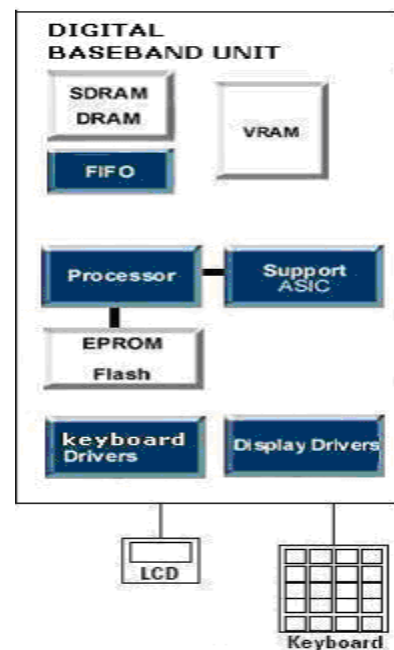 DIGITAL
BASEBAND UNIT
SDRAM
DRAM
VRAM
FIFO
Processor
Support
ASIC
EPROM
Flash
keyboard
Drivers
Display Drivers
LCD
Keyboard